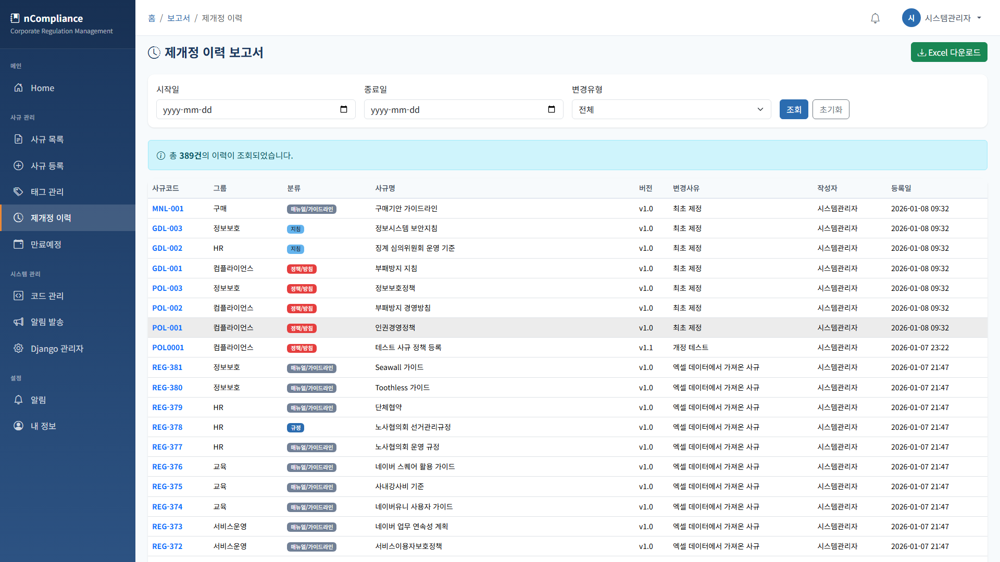 nCompliance
Corporate Regulation Management
메인
Home
사규 관리
사규 목록
사규 등록
태그 관리
제개정 이력
만료예정
시스템 관리
코드 관리
알림 발송
Django 관리자
설정
알림
내 정보
홈 / 보고서 / 제개정 이력
시 시스템관리자
제개정 이력 보고서
Excel 다운로드
시작일 종료일 변경유형
yyyy-mm-dd yyyy-mm-dd 전체 조회 초기화
총 389건의 이력이 조회되었습니다.
사규코드 그룹 분류 사규명 버전 변경사유 작성자 등록일
MNL-001 구매 매뉴얼/가이드라인 구매기안 가이드라인 v1.0 최초 제정 시스템관리자 2026-01-08 09:32
GDL-003 정보보호 지침 정보시스템 보안지침 v1.0 최초 제정 시스템관리자 2026-01-08 09:32
GDL-002 HR 지침 징계 심의위원회 운영 기준 v1.0 최초 제정 시스템관리자 2026-01-08 09:32
GDL-001 컴플라이언스 정책/방침 부패방지 지침 v1.0 최초 제정 시스템관리자 2026-01-08 09:32
POL-003 정보보호 정책/방침 정보보호정책 v1.0 최초 제정 시스템관리자 2026-01-08 09:32
POL-002 컴플라이언스 정책/방침 부패방지 경영방침 v1.0 최초 제정 시스템관리자 2026-01-08 09:32
POL-001 컴플라이언스 정책/방침 인권경영정책 v1.0 최초 제정 시스템관리자 2026-01-08 09:32
POL0001 컴플라이언스 정책/방침 테스트 사규 정책 등록 v1.1 개정 테스트 시스템관리자 2026-01-07 23:22
REG-381 정보보호 매뉴얼/가이드라인 Seawall 가이드 v1.0 엑셀 데이터에서 가져온 사규 시스템관리자 2026-01-07 21:47
REG-380 정보보호 매뉴얼/가이드라인 Toothless 가이드 v1.0 엑셀 데이터에서 가져온 사규 시스템관리자 2026-01-07 21:47
REG-379 HR 매뉴얼/가이드라인 단체협약 v1.0 엑셀 데이터에서 가져온 사규 시스템관리자 2026-01-07 21:47
REG-378 HR 규정 노사협의회 선거관리규정 v1.0 엑셀 데이터에서 가져온 사규 시스템관리자 2026-01-07 21:47
REG-377 HR 매뉴얼/가이드라인 노사협의회 운영 규정 v1.0 엑셀 데이터에서 가져온 사규 시스템관리자 2026-01-07 21:47
REG-376 교육 매뉴얼/가이드라인 네이버 스퀘어 활용 가이드 v1.0 엑셀 데이터에서 가져온 사규 시스템관리자 2026-01-07 21:47
REG-375 교육 매뉴얼/가이드라인 사내강사비 기준 v1.0 엑셀 데이터에서 가져온 사규 시스템관리자 2026-01-07 21:47
REG-374 교육 매뉴얼/가이드라인 네이버유니 사용자 가이드 v1.0 엑셀 데이터에서 가져온 사규 시스템관리자 2026-01-07 21:47
REG-373 서비스운영 매뉴얼/가이드라인 네이버 업무 연속성 계획 v1.0 엑셀 데이터에서 가져온 사규 시스템관리자 2026-01-07 21:47
REG-372 서비스운영 매뉴얼/가이드라인 서비스이용자보호정책 v1.0 엑셀 데이터에서 가져온 사규 시스템관리자 2026-01-07 21:47